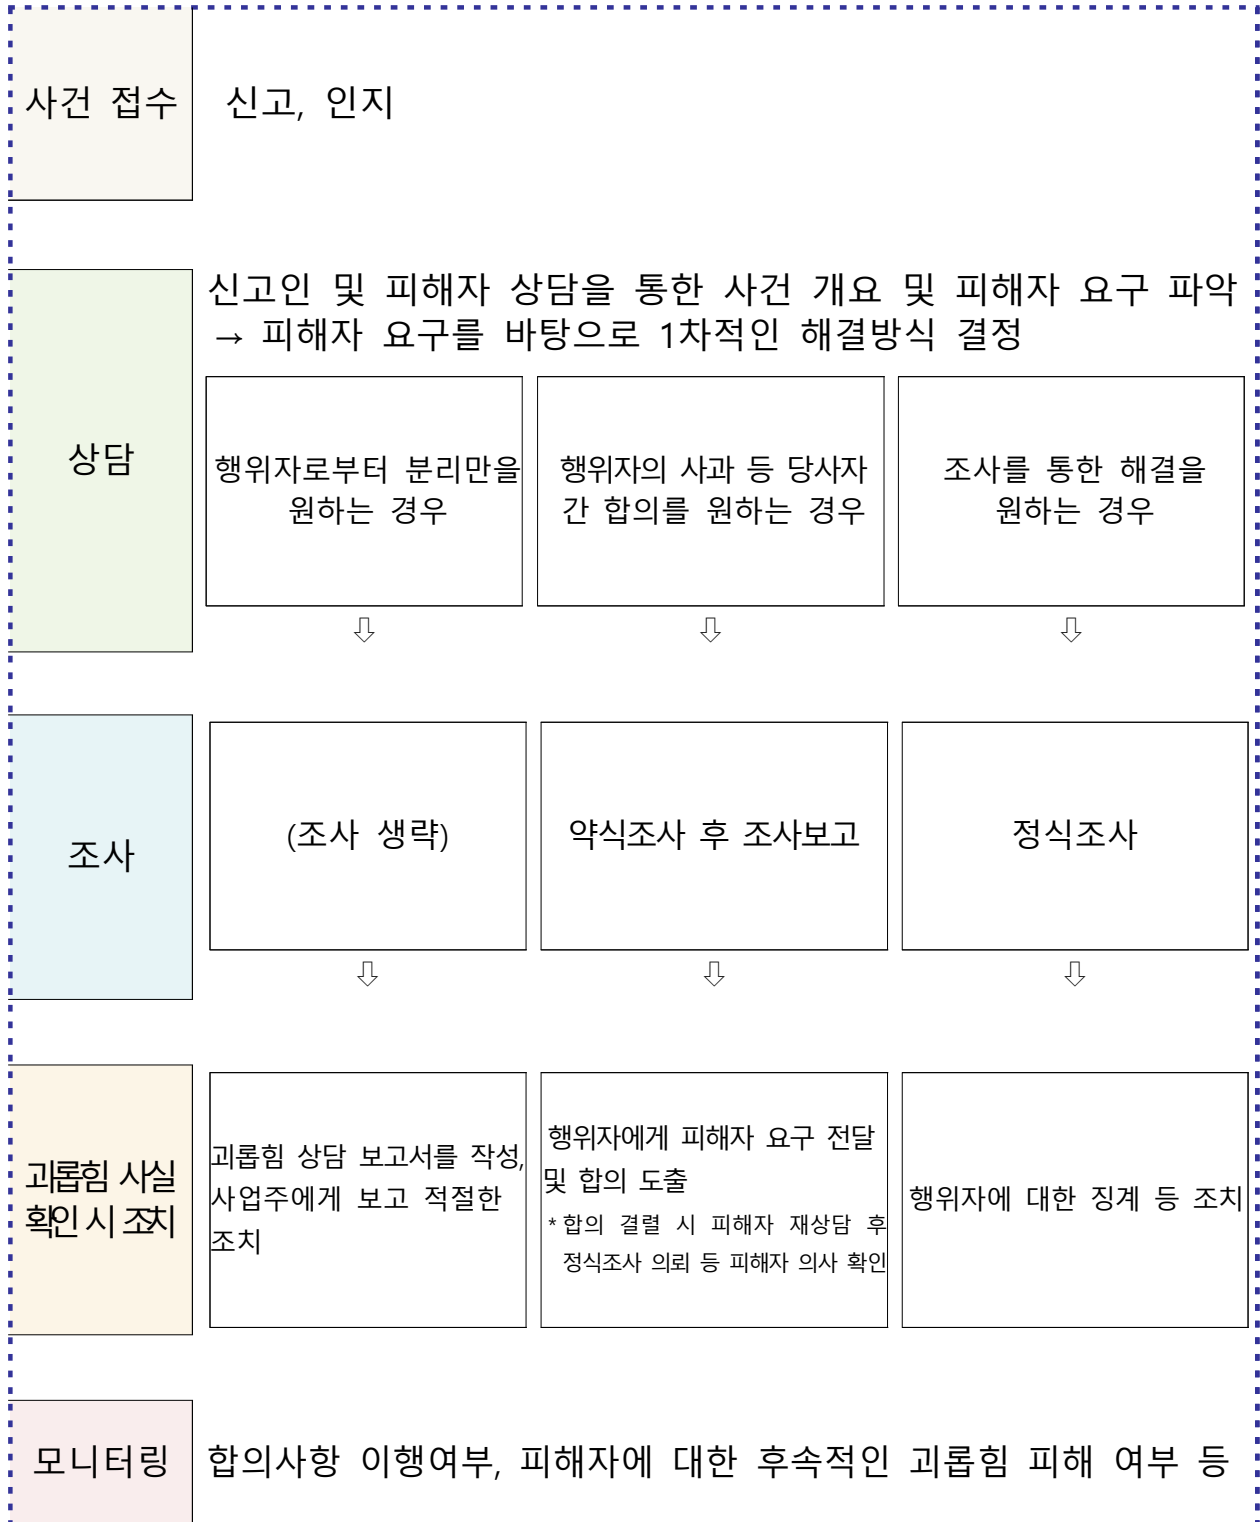 사건 접수
신고, 인지
상담
신고인 및 피해자 상담을 통한 사건 개요 및 피해자 요구 파악
→ 피해자 요구를 바탕으로 1차적인 해결방식 결정
행위자로부터 분리만을
원하는 경우
행위자의 사과 등 당사자
간 합의를 원하는 경우
조사를 통한 해결을
원하는 경우
⇩ ⇩ ⇩
조사
(조사 생략)
약식조사 후 조사보고
정식조사
⇩ ⇩ ⇩
괴롭힘 사실
확인 시 조치
괴롭힘 상담 보고서를 작성,
사업주에게 보고 적절한
조치
행위자에게 피해자 요구 전달
및 합의 도출
* 합의 결렬 시 피해자 재상담 후
정식조사 의뢰 등 피해자 의사 확인
행위자에 대한 징계 등 조치
모니터링
합의사항 이행여부, 피해자에 대한 후속적인 괴롭힘 피해 여부 등